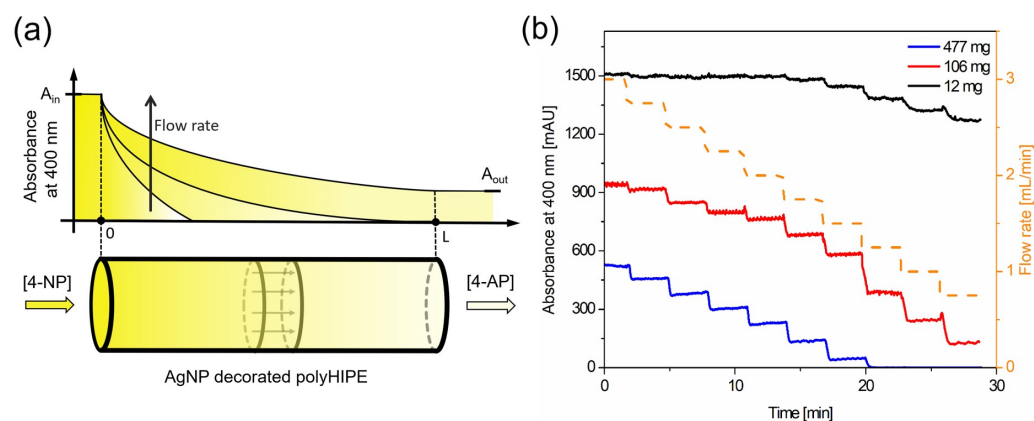 (a)
A_in
Absorbance
at 400 nm
Flow rate
A_out
0
L
[4-NP]
[4-AP]
AgNP decorated polyHIPE
(b)
477 mg
106 mg
12 mg
Absorbance at 400 nm [mAU]
1500
1200
900
600
300
0
0
10
20
30
Time [min]
3
2
1
0
Flow rate [mL/min]